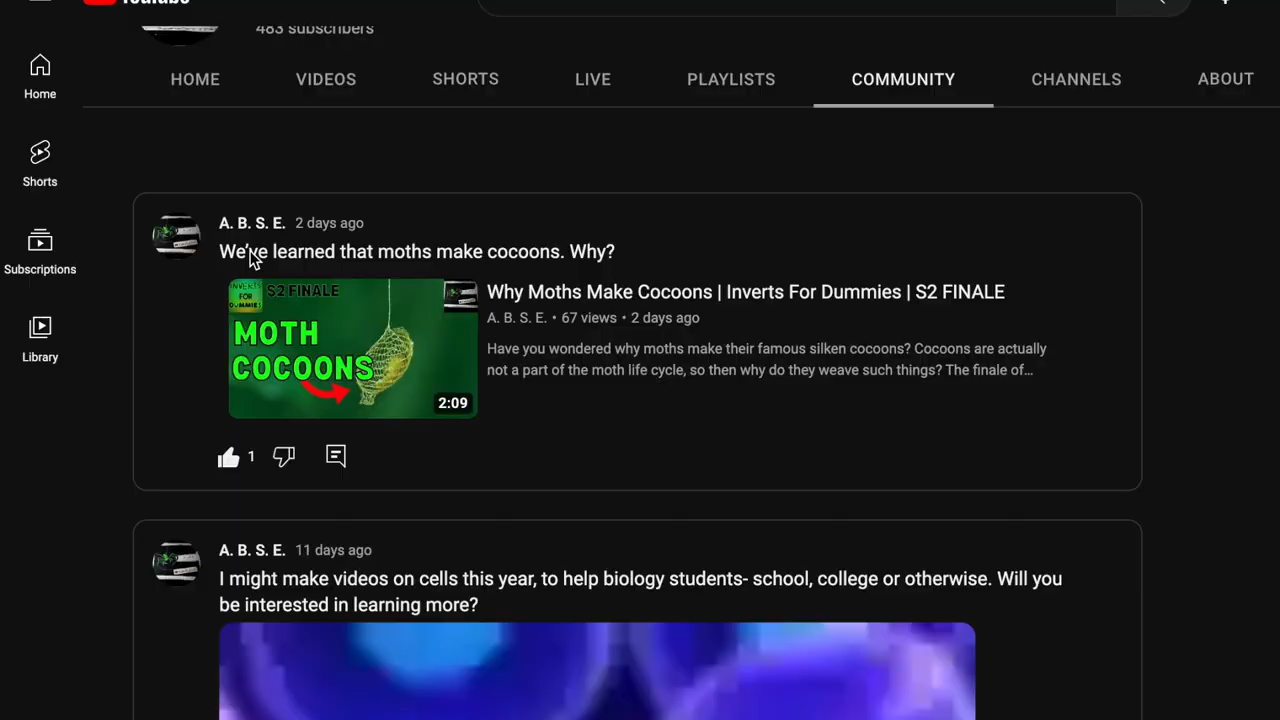 YouTube
483 subscribers
Home
Shorts
Subscriptions
Library
HOME VIDEOS SHORTS LIVE PLAYLISTS COMMUNITY CHANNELS ABOUT
A. B. S. E. 2 days ago
We've learned that moths make cocoons. Why?
INVERTS
FOR
DUMMIES
S2 FINALE
MOTH
COCOONS
2:09
Why Moths Make Cocoons | Inverts For Dummies | S2 FINALE
A. B. S. E. • 67 views • 2 days ago
Have you wondered why moths make their famous silken cocoons? Cocoons are actually
not a part of the moth life cycle, so then why do they weave such things? The finale of...
1
A. B. S. E. 11 days ago
I might make videos on cells this year, to help biology students- school, college or otherwise. Will you
be interested in learning more?